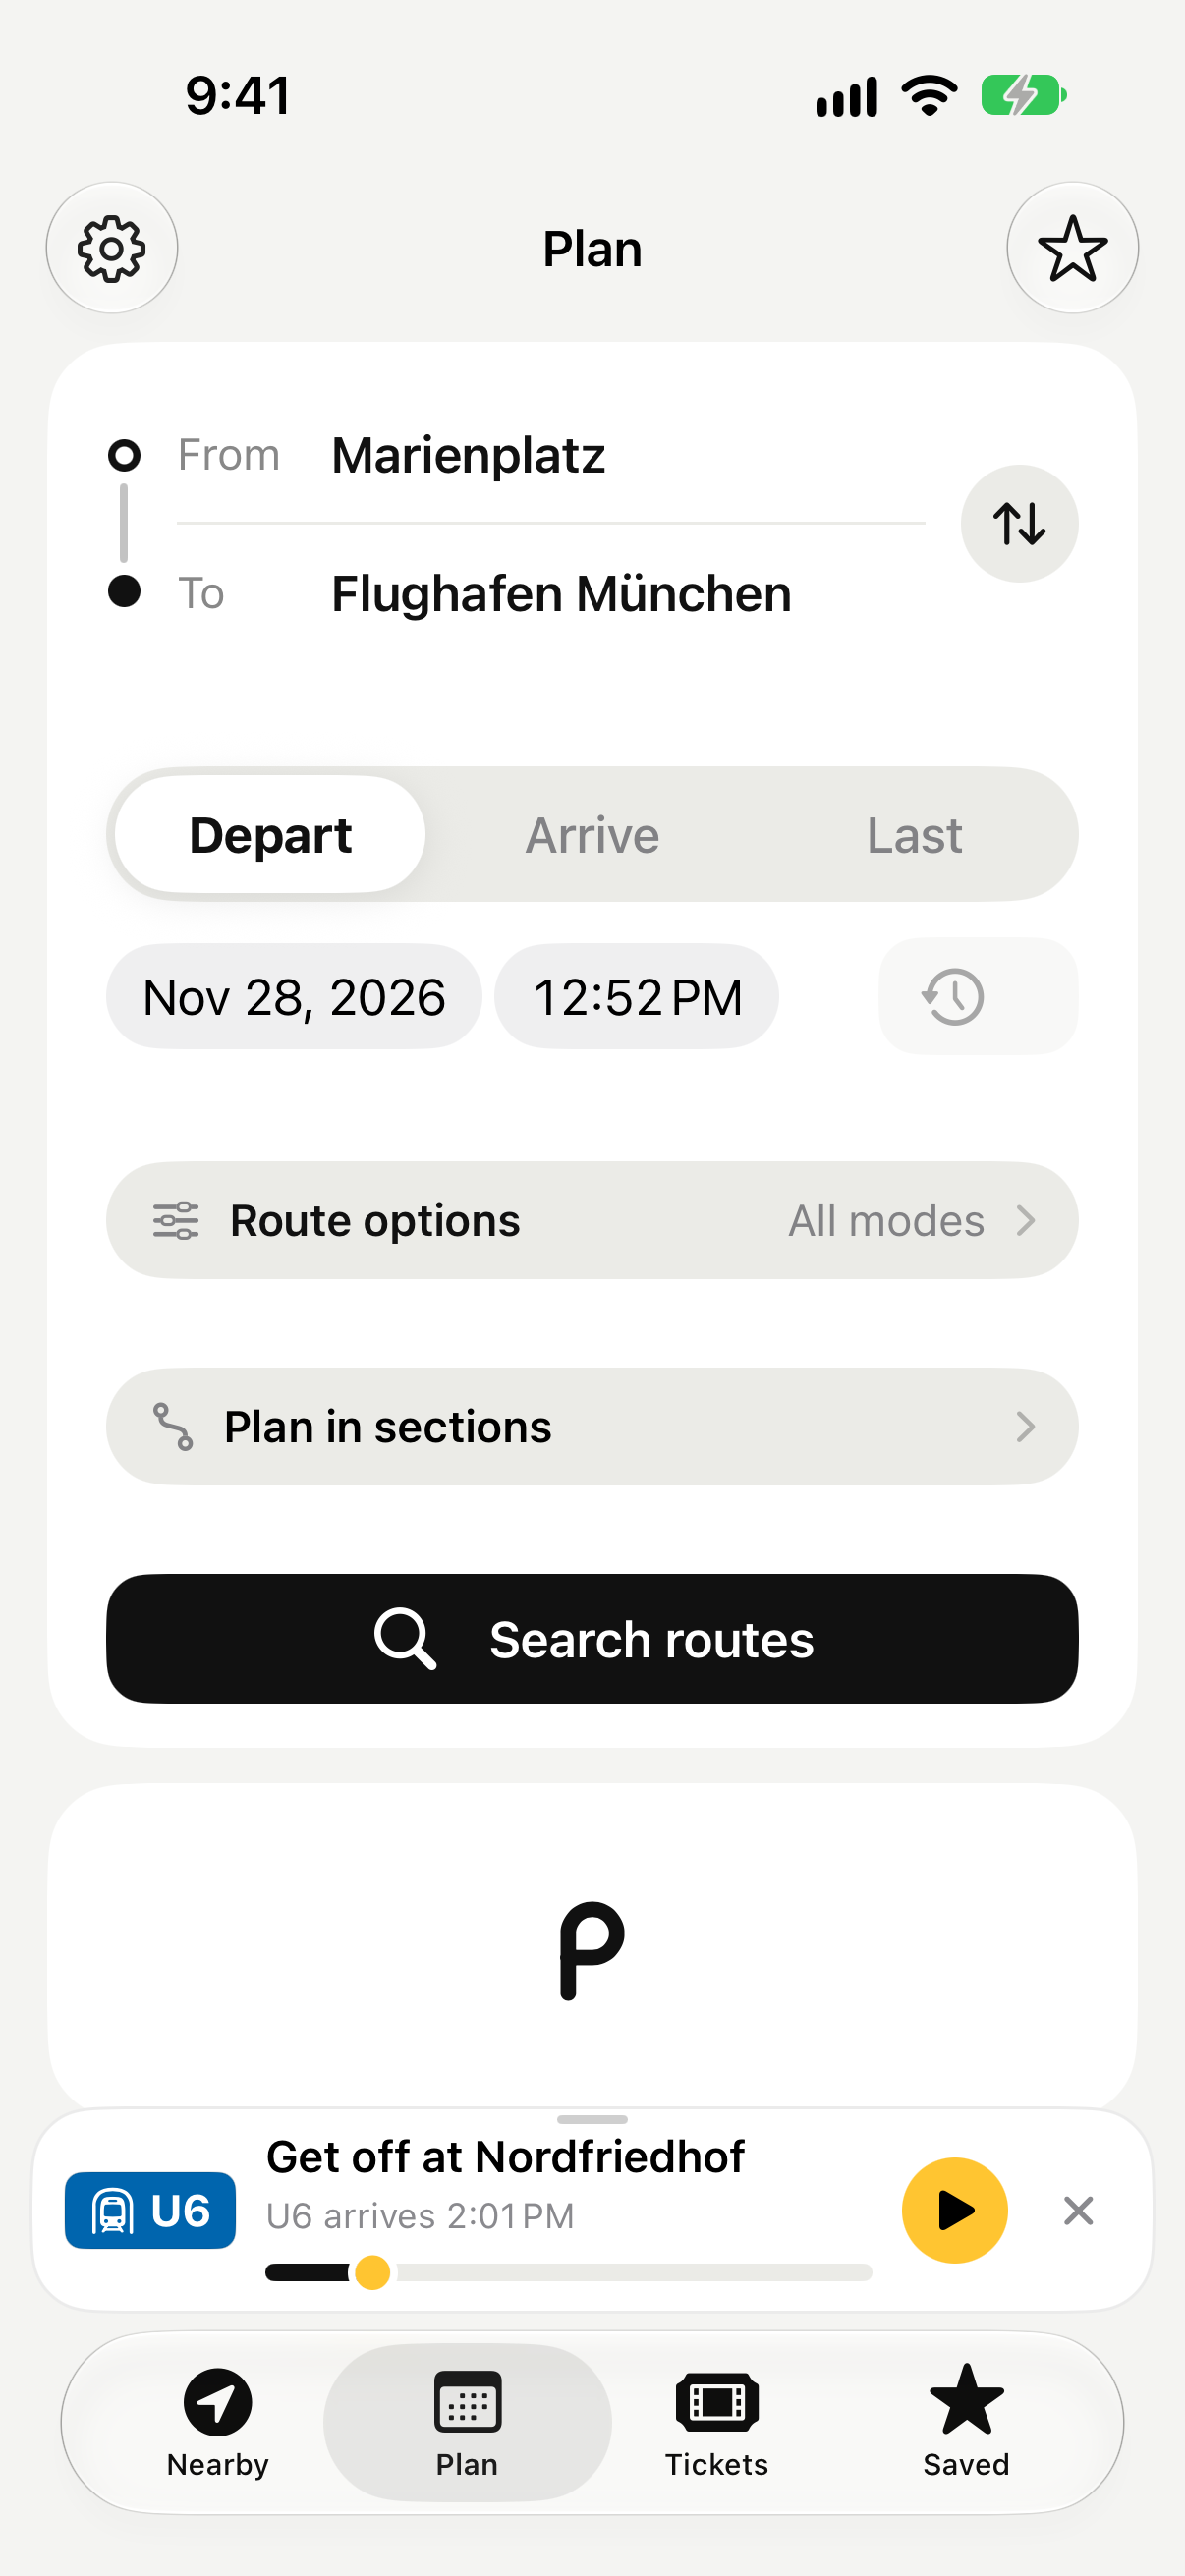 9:41
Plan
From Marienplatz
To Flughafen München
Depart Arrive Last
Nov 28, 2026 12:52 PM
Route options All modes
Plan in sections
Search routes
P
Get off at Nordfriedhof
U6
U6 arrives 2:01 PM
Nearby Plan Tickets Saved